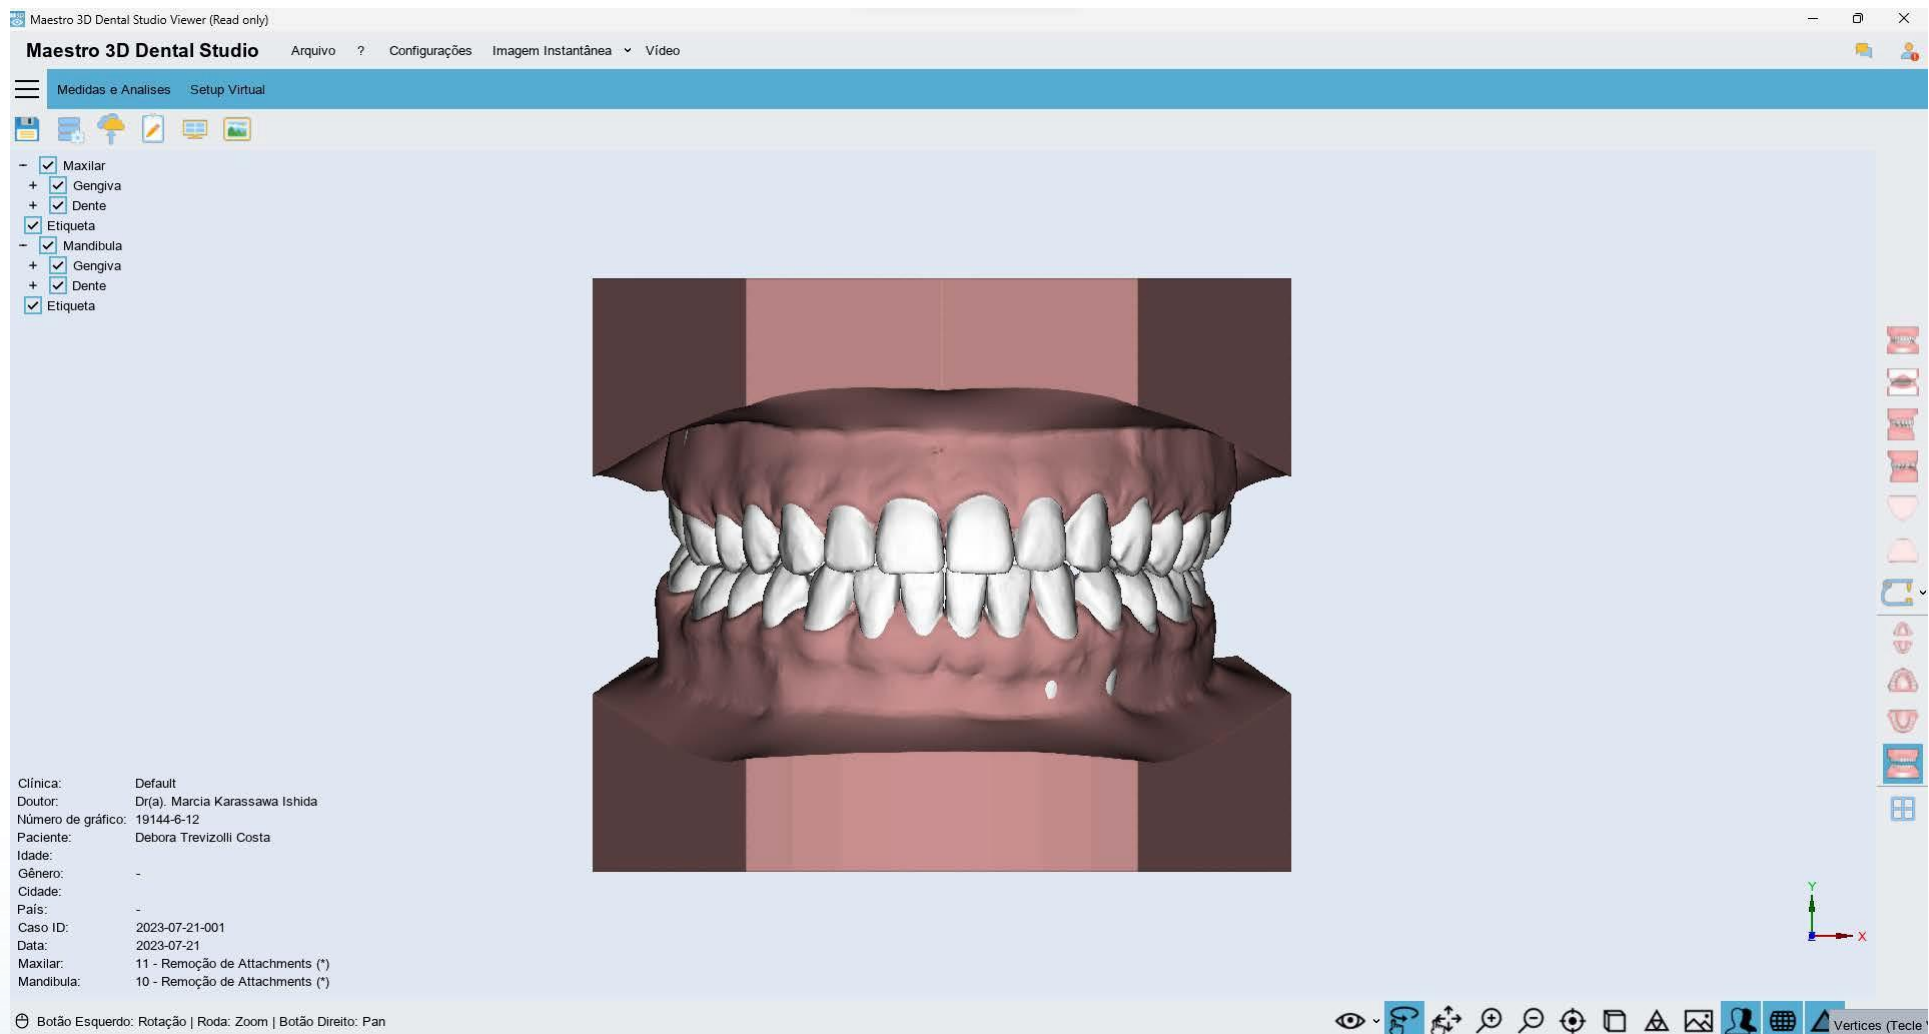 Maestro 3D Dental Studio Viewer (Read only)
Maestro 3D Dental Studio Arquivo ? Configurações Imagem Instantânea Vídeo
Medidas e Analises Setup Virtual
Maxilar
Gengiva
Dente
Etiqueta
Mandibula
Gengiva
Dente
Etiqueta
Clínica: Default
Doutor: Dr(a). Marcia Karassawa Ishida
Número de gráfico: 19144-6-12
Paciente: Debora Trevizolli Costa
Idade:
Gênero: -
Cidade:
País: -
Caso ID: 2023-07-21-001
Data: 2023-07-21
Maxilar: 11 - Remoção de Attachments (*)
Mandibula: 10 - Remoção de Attachments (*)
Y
X
Z
Botão Esquerdo: Rotação | Roda: Zoom | Botão Direito: Pan
Vertices (Tecle